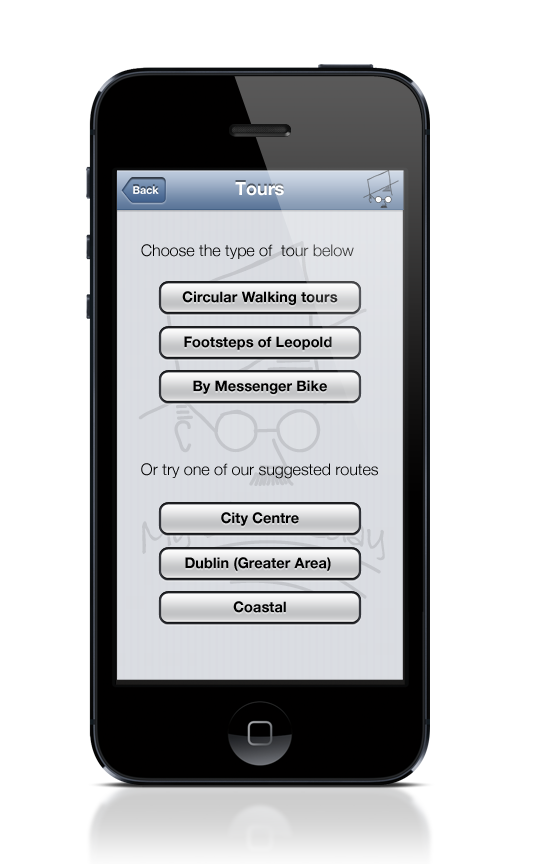 Back
Tours
Choose the type of tour below
Circular Walking tours
Footsteps of Leopold
By Messenger Bike
Or try one of our suggested routes
City Centre
Dublin (Greater Area)
Coastal